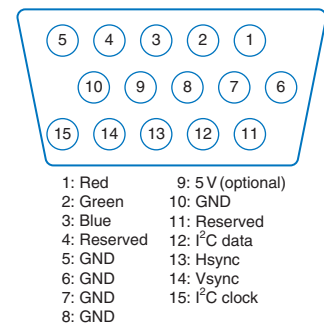 5 4 3 2 1
10 9 8 7 6
15 14 13 12 11
1: Red
2: Green
3: Blue
4: Reserved
5: GND
6: GND
7: GND
8: GND
9: 5 V (optional)
10: GND
11: Reserved
12: I²C data
13: Hsync
14: Vsync
15: I²C clock